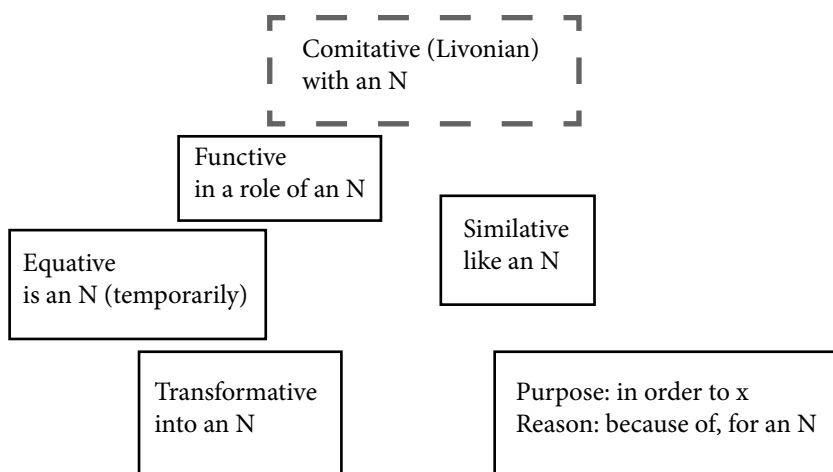 Comitative (Livonian)
with an N
Functive
in a role of an N
Similative
like an N
Equative
is an N (temporarily)
Transformative
into an N
Purpose: in order to x
Reason: because of, for an N